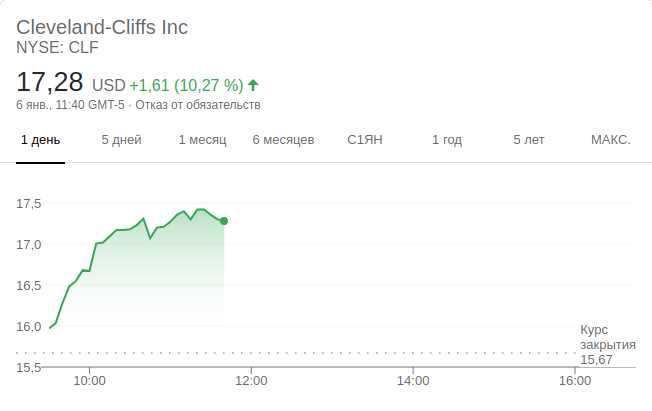 Cleveland-Cliffs Inc
NYSE: CLF
17,28 USD +1,61 (10,27 %)
6 янв., 11:40 GMT-5 · Отказ от обязательств
1 день 5 дней 1 месяц 6 месяцев С1ЯН 1 год 5 лет МАКС.
17,5
17,0
16,5
16,0
Курс
закрытия
15,67
15,5
10:00 12:00 14:00 16:00